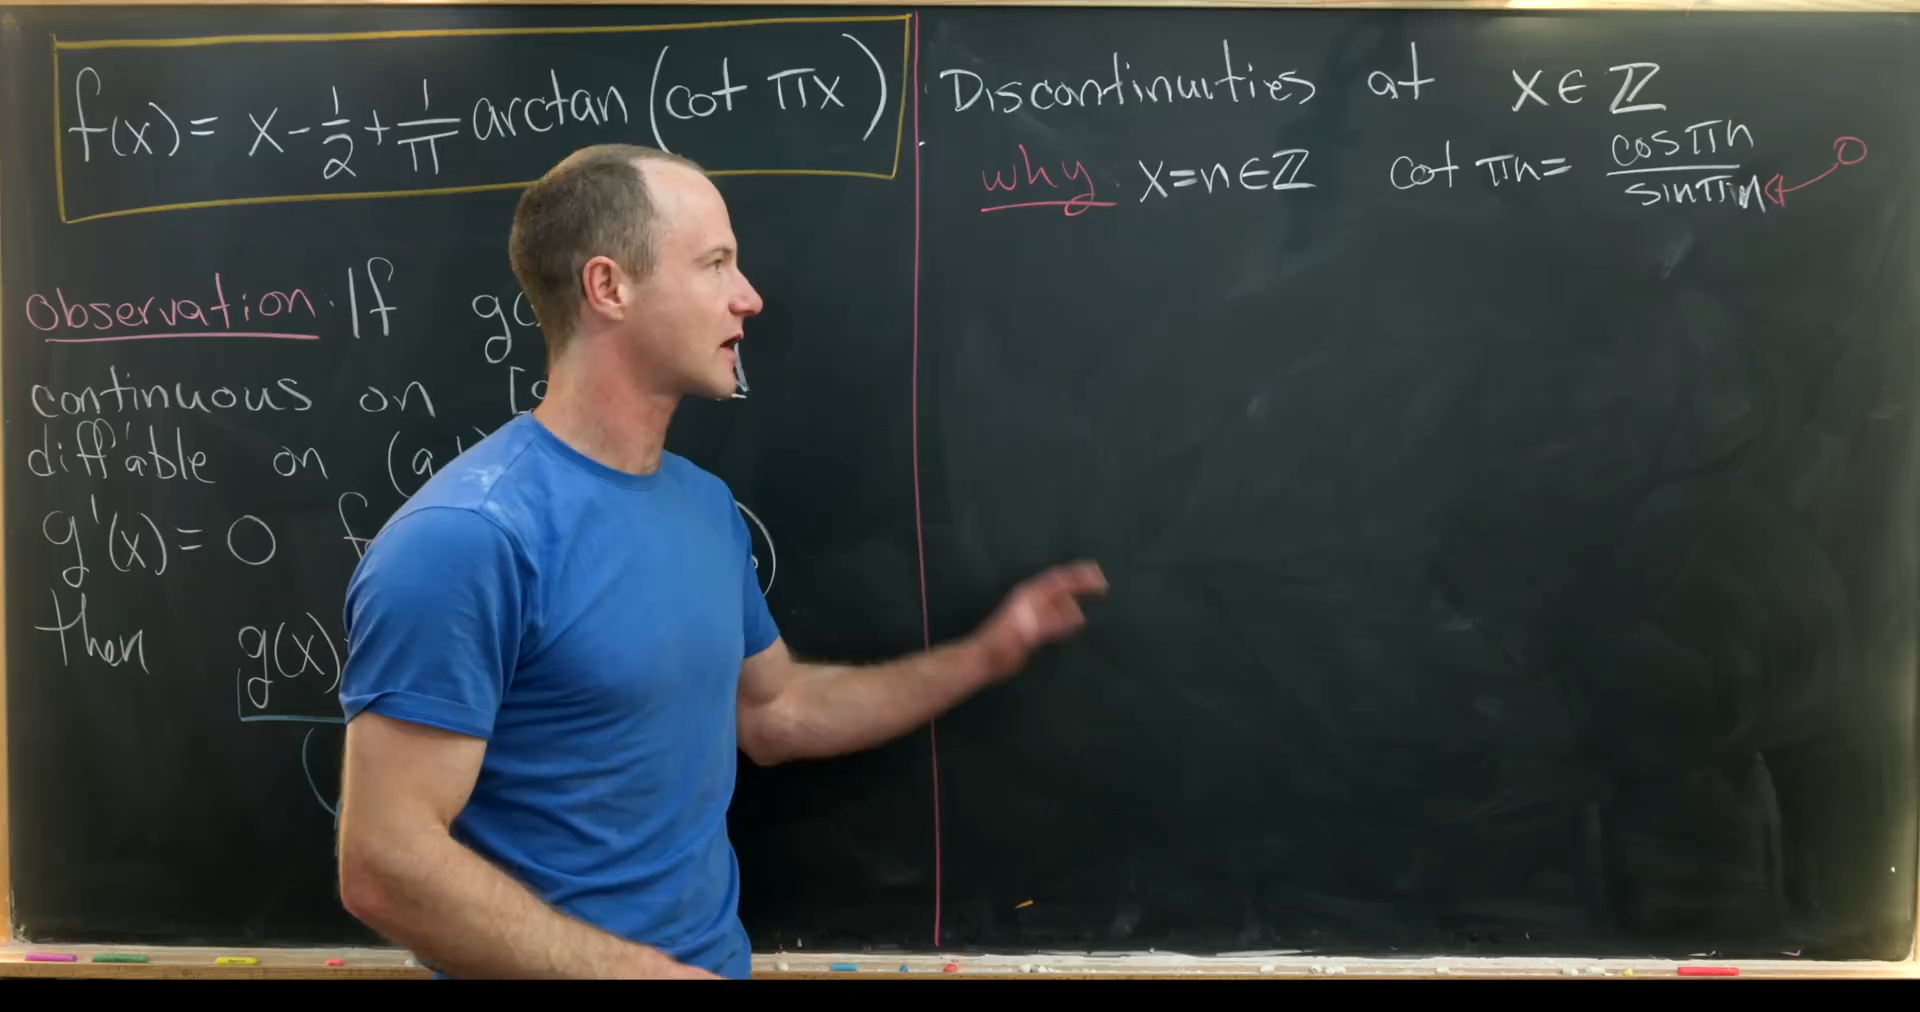 f(x) = x - 1/2 + 1/π arctan (cot πx)
observation: If
continuous on
diff'able on (a
g'(x) = 0
then g(x)
Discontinuities at x ∈ ℤ
why: x=n∈ℤ cot πn = cos πn / sin πn ← 0